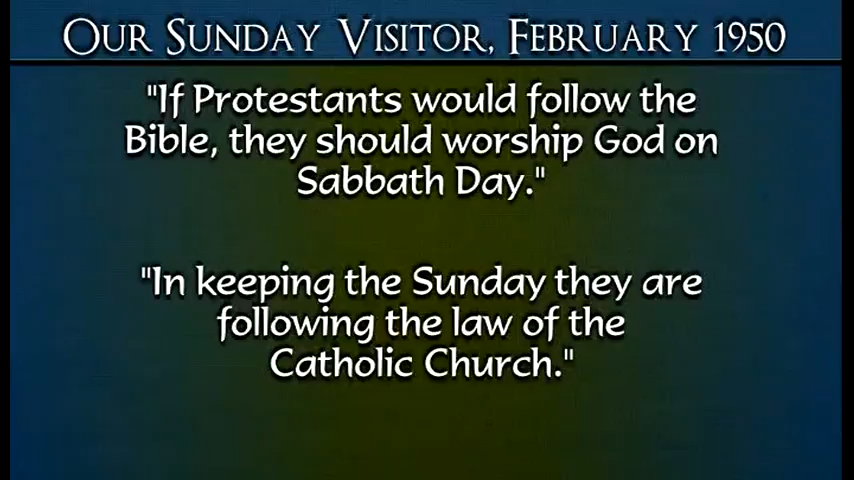 Our Sunday Visitor, February 1950
"If Protestants would follow the
Bible, they should worship God on
Sabbath Day."
"In keeping the Sunday they are
following the law of the
Catholic Church."